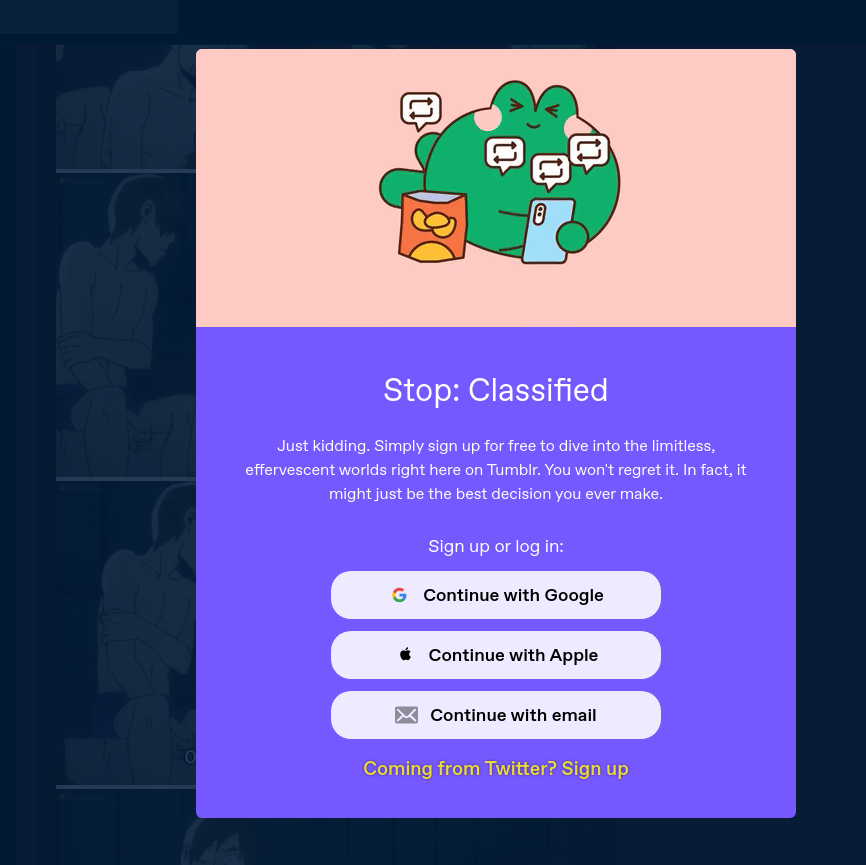 Stop: Classified
Just kidding. Simply sign up for free to dive into the limitless,
effervescent worlds right here on Tumblr. You won't regret it. In fact, it
might just be the best decision you ever make.
Sign up or log in:
Continue with Google
Continue with Apple
Continue with email
Coming from Twitter? Sign up